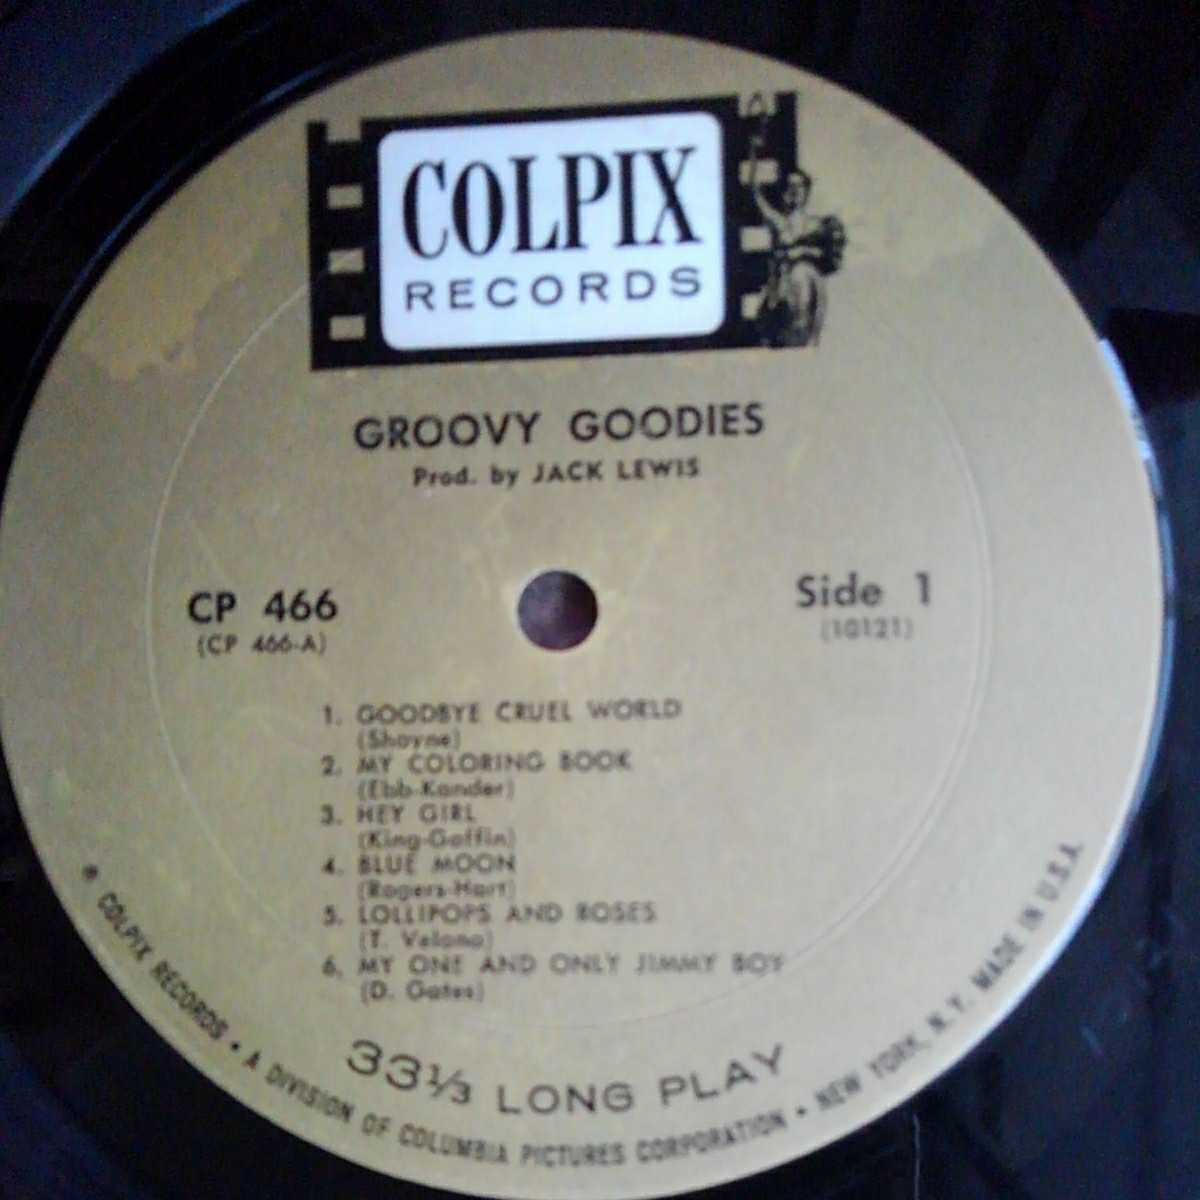 COLPIX
RECORDS
GROOVY GOODIES
Prod. by JACK LEWIS
CP 466
(CP 466-A)
Side 1
(10121)
1. GOODBYE CRUEL WORLD
(Shayne)
2. MY COLORING BOOK
(Ebb-Kander)
3. HEY GIRL
(King-Goffin)
4. BLUE MOON
(Rogers-Hart)
5. LOLLIPOPS AND ROSES
(T. Velona)
6. MY ONE AND ONLY JIMMY BOY
(D. Gates)
33⅓ LONG PLAY
® COLPIX RECORDS • A DIVISION OF COLUMBIA PICTURES CORPORATION • NEW YORK, N.Y. MADE IN U.S.A.